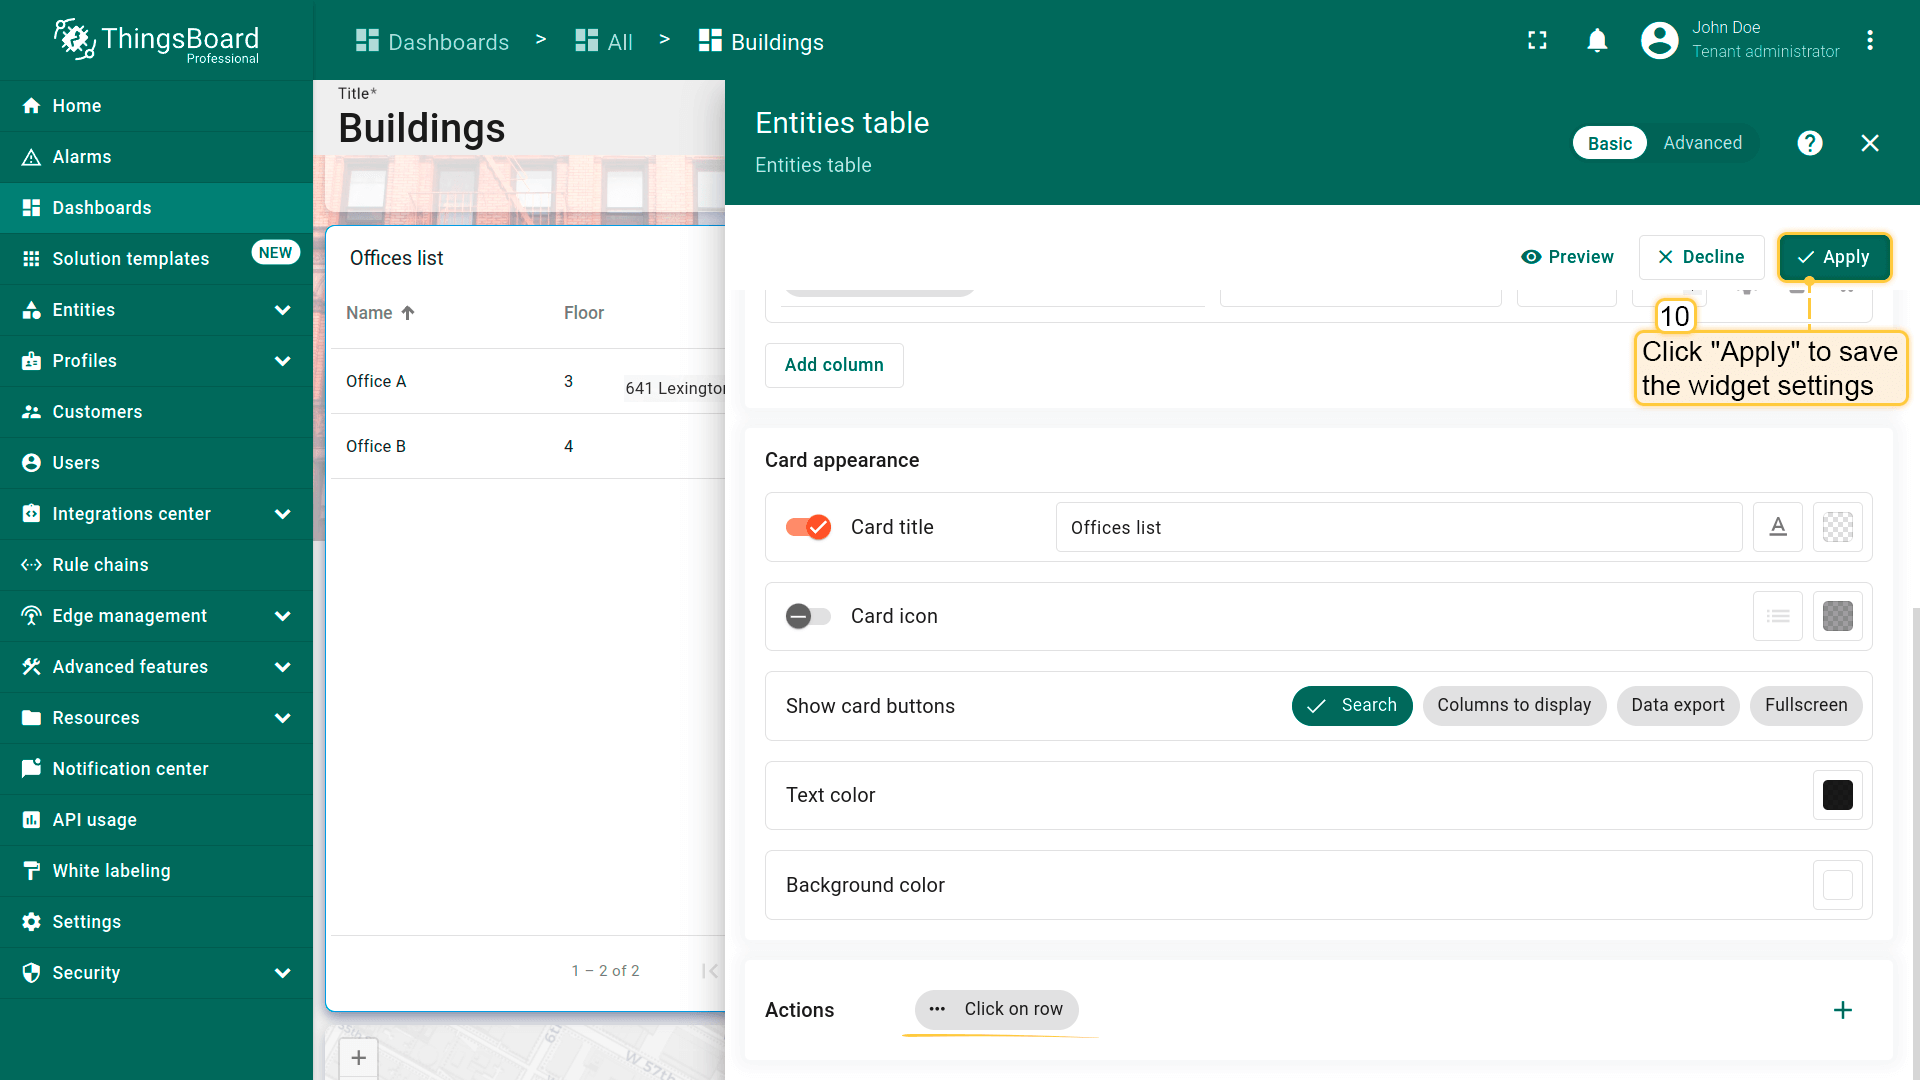 ThingsBoard
Professional
Dashboards > All > Buildings
John Doe
Tenant administrator
Home
Alarms
Dashboards
Solution templates NEW
Entities
Profiles
Customers
Users
Integrations center
Rule chains
Edge management
Advanced features
Resources
Notification center
API usage
White labeling
Settings
Security
Title*
Buildings
Offices list
Name Floor
Office A 3 641 Lexington
Office B 4
1 – 2 of 2
+
6th
W 57th
Entities table
Entities table
Basic Advanced
Preview Decline Apply
10
Click "Apply" to save
the widget settings
Add column
Card appearance
Card title Offices list
Card icon
Show card buttons Search Columns to display Data export Fullscreen
Text color
Background color
Actions ... Click on row +